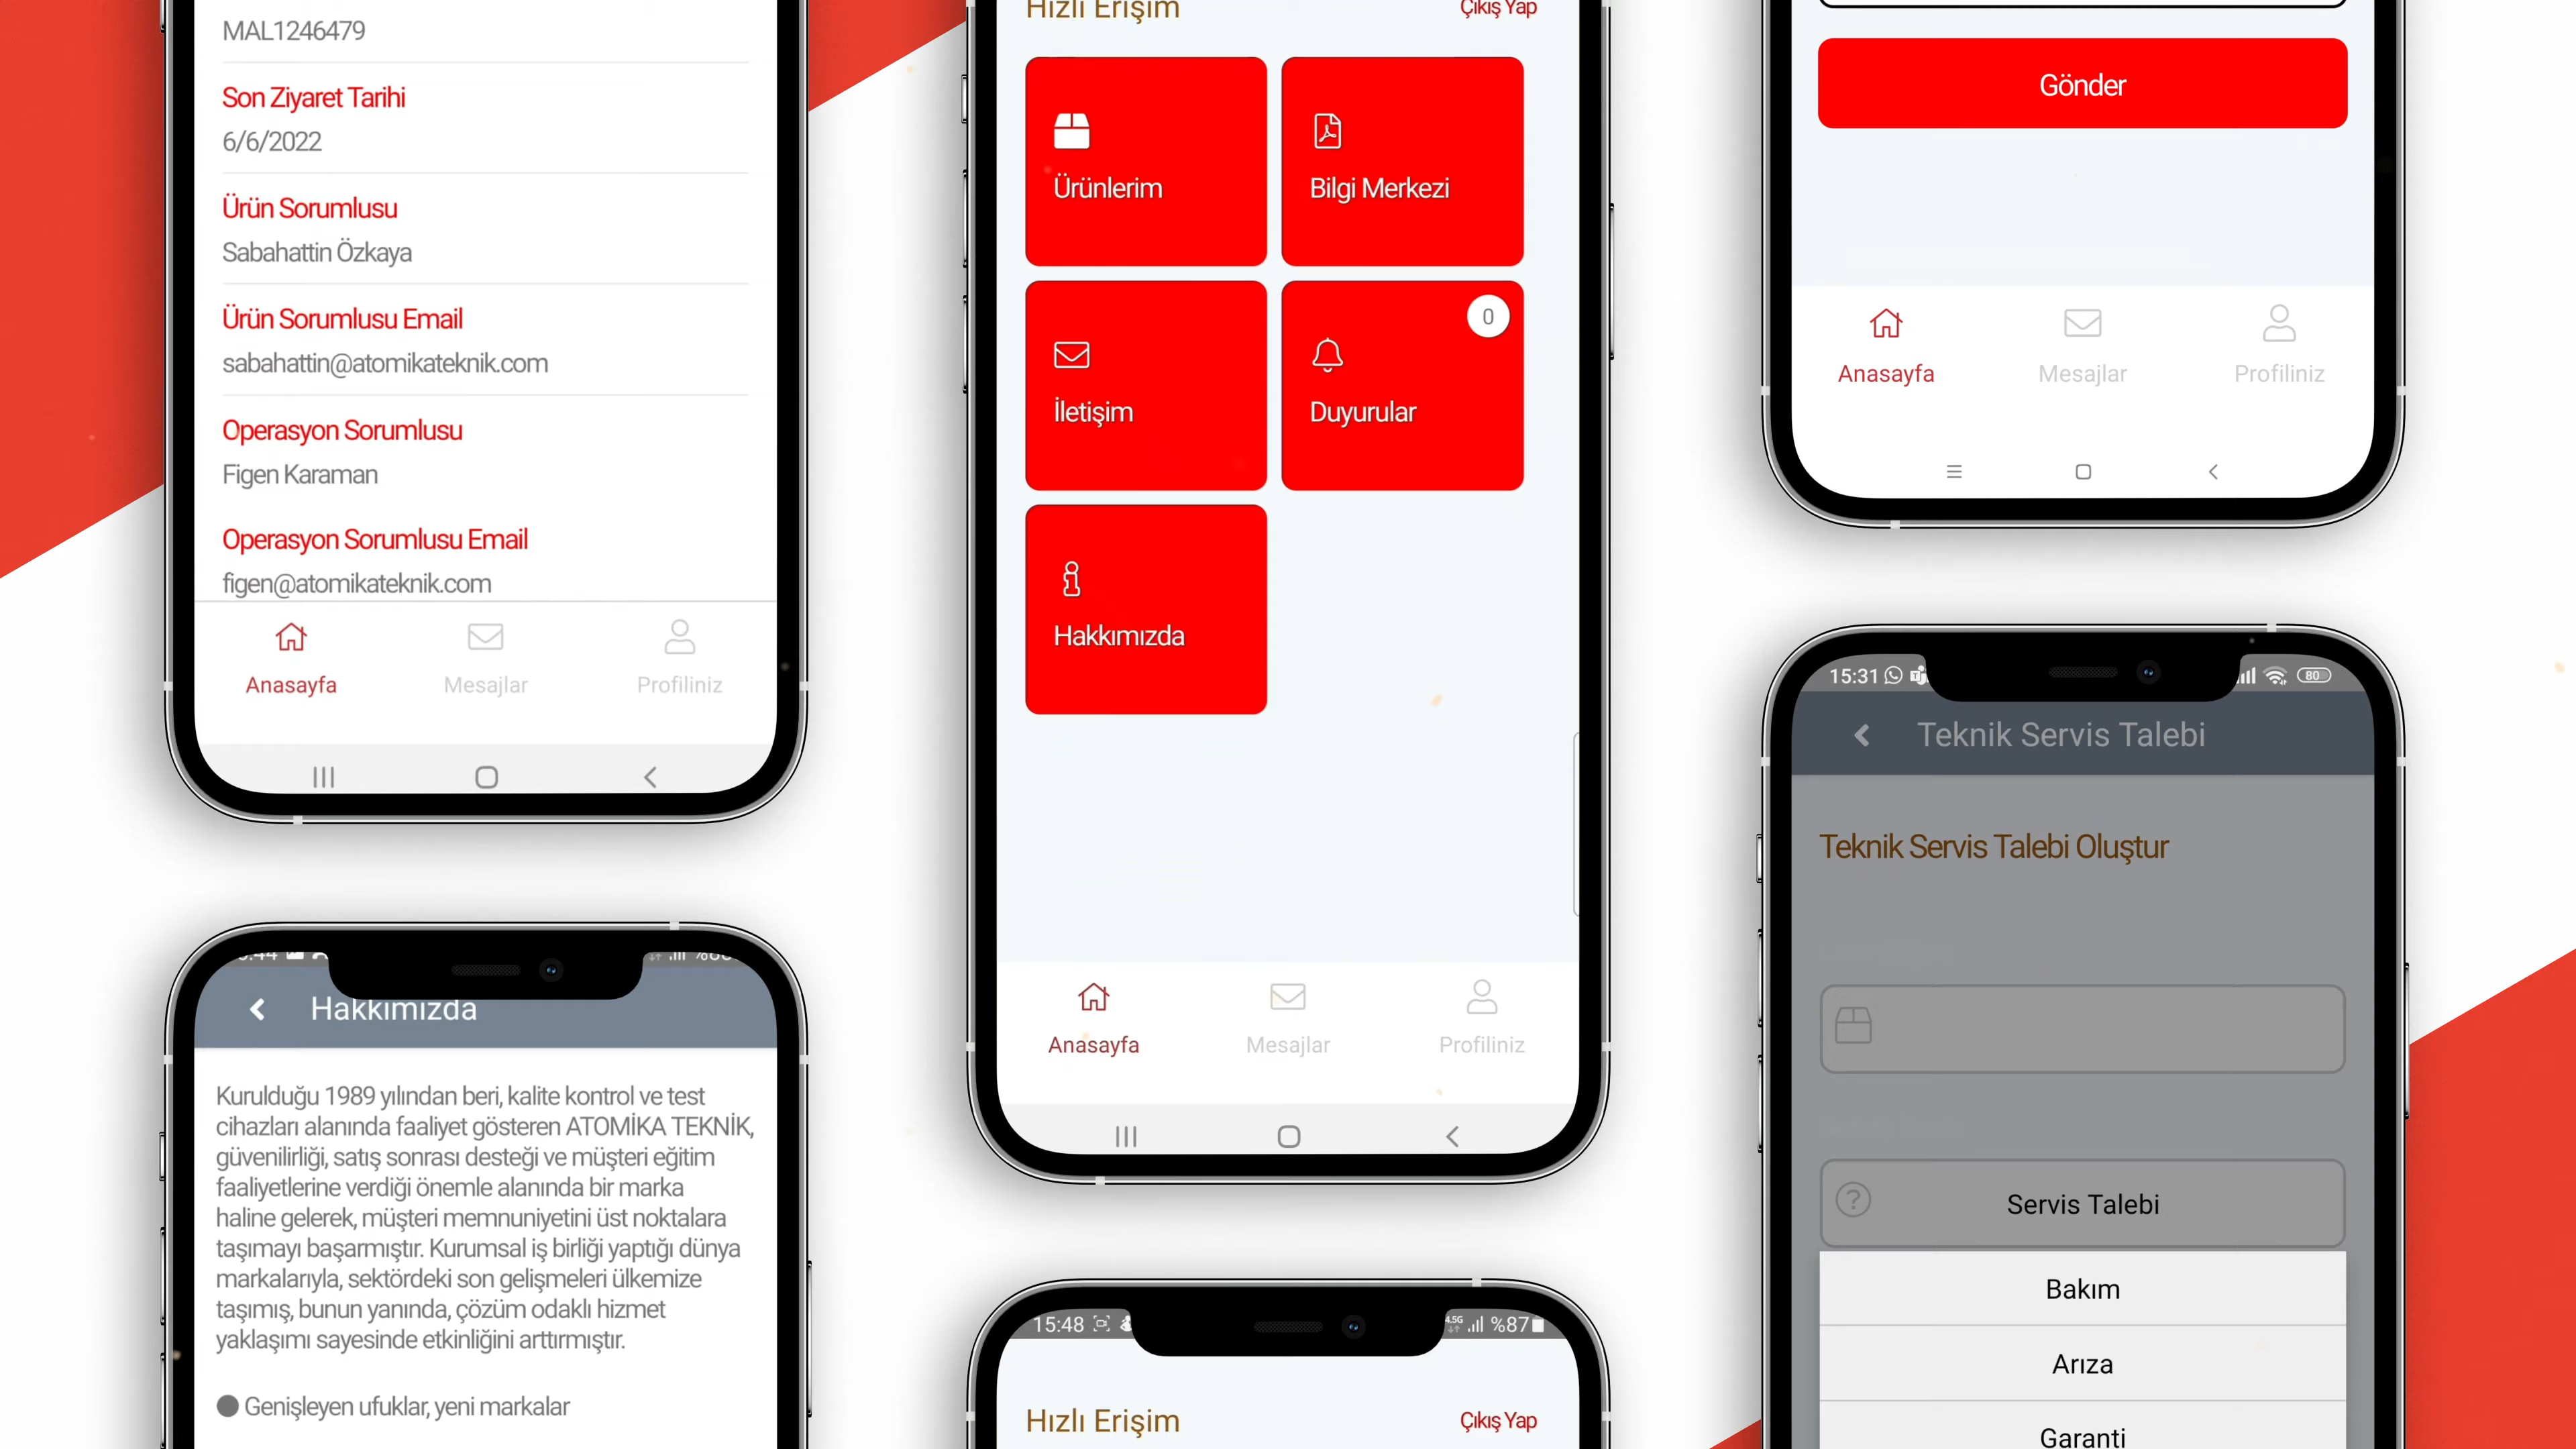 MAL1246479
Son Ziyaret Tarihi
6/6/2022
Ürün Sorumlusu
Sabahattin Özkaya
Ürün Sorumlusu Email
sabahattin@atomikateknik.com
Operasyon Sorumlusu
Figen Karaman
Operasyon Sorumlusu Email
figen@atomikateknik.com
Anasayfa Mesajlar Profiliniz
Hakkımızda
Kurulduğu 1989 yılından beri, kalite kontrol ve test
cihazları alanında faaliyet gösteren ATOMİKA TEKNİK,
güvenilirliği, satış sonrası desteği ve müşteri eğitim
faaliyetlerine verdiği önemle alanında bir marka
haline gelerek, müşteri memnuniyetini üst noktalara
taşımayı başarmıştır. Kurumsal iş birliği yaptığı dünya
markalarıyla, sektördeki son gelişmeleri ülkemize
taşımış, bunun yanında, çözüm odaklı hizmet
yaklaşımı sayesinde etkinliğini arttırmıştır.
● Genişleyen ufuklar, yeni markalar
Hızlı Erişim Çıkış Yap
Ürünlerim Bilgi Merkezi
0
İletişim Duyurular
Hakkımızda
Anasayfa Mesajlar Profiliniz
15:48 4.5G %87
Hızlı Erişim Çıkış Yap
Gönder
Anasayfa Mesajlar Profiliniz
15:31 80
Teknik Servis Talebi
Teknik Servis Talebi Oluştur
Servis Talebi
Bakım
Arıza
Garanti